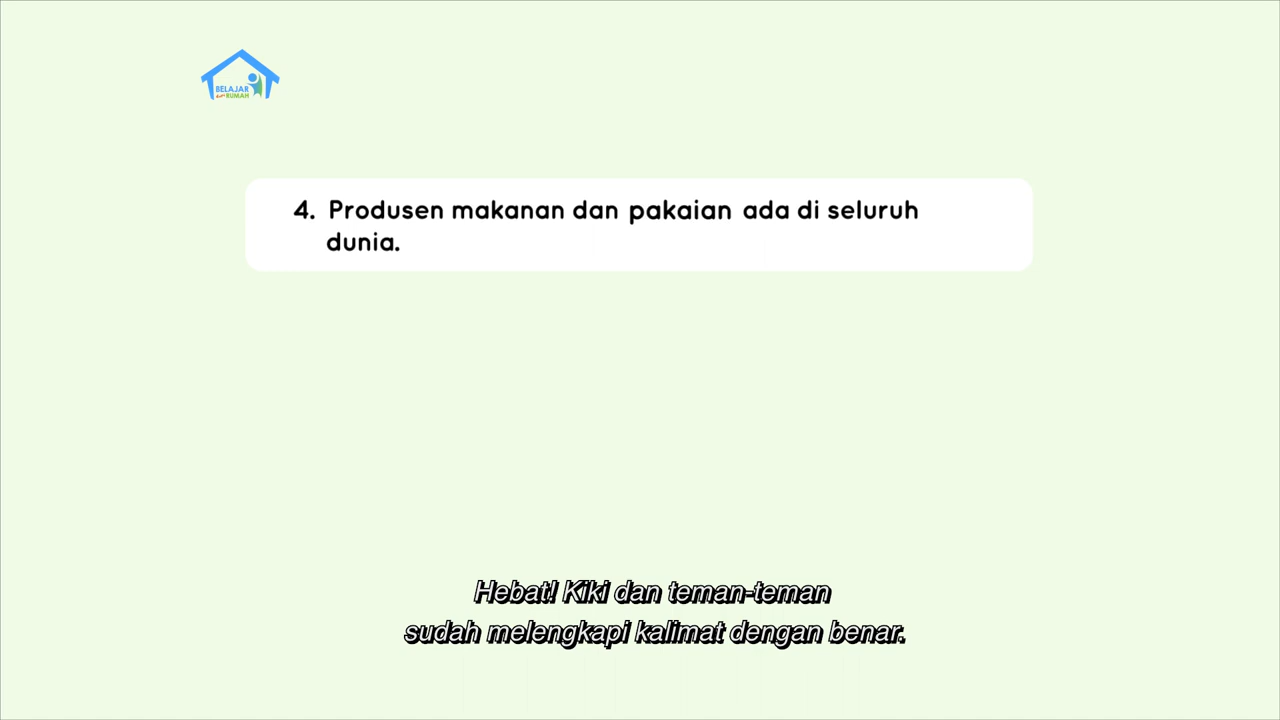 BELAJAR
dari RUMAH
4. Produsen makanan dan pakaian ada di seluruh
dunia.
Hebat! Kiki dan teman-teman
sudah melengkapi kalimat dengan benar.